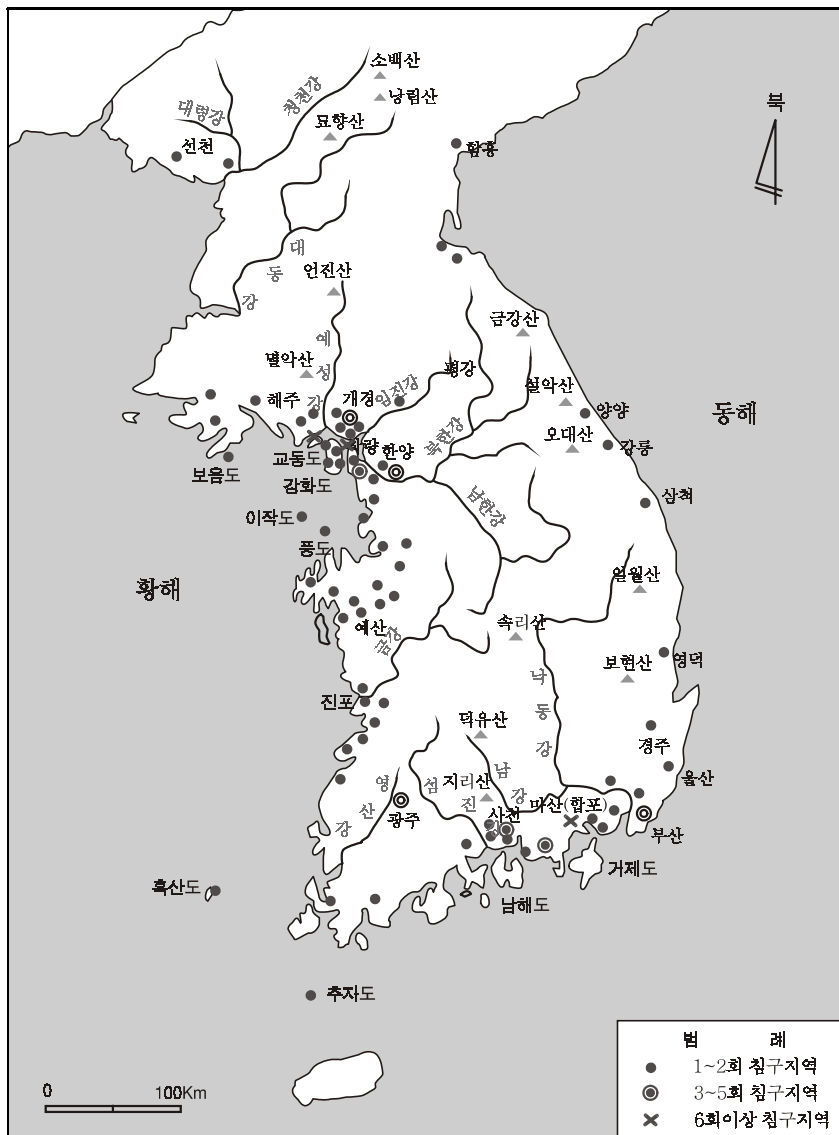 소백산
낭림산
청천강
대령강
묘향산
선천
함흥
북
대동강
언진산
금강산
예성강
멸악산
평강
임진강
설악산
해주
개경
양양
동해
북한강
오대산
강릉
한양
교동도
보음도
강화도
남한강
삼척
이작도
풍도
황해
일월산
예산
금강
속리산
영덕
보현산
진포
낙동강
덕유산
경주
울산
영산강
섬진강
지리산
남강
마산(합포)
사천
광주
부산
거제도
흑산도
남해도
추자도
범 례
1~2회 침구지역
3~5회 침구지역
6회이상 침구지역
0 100Km